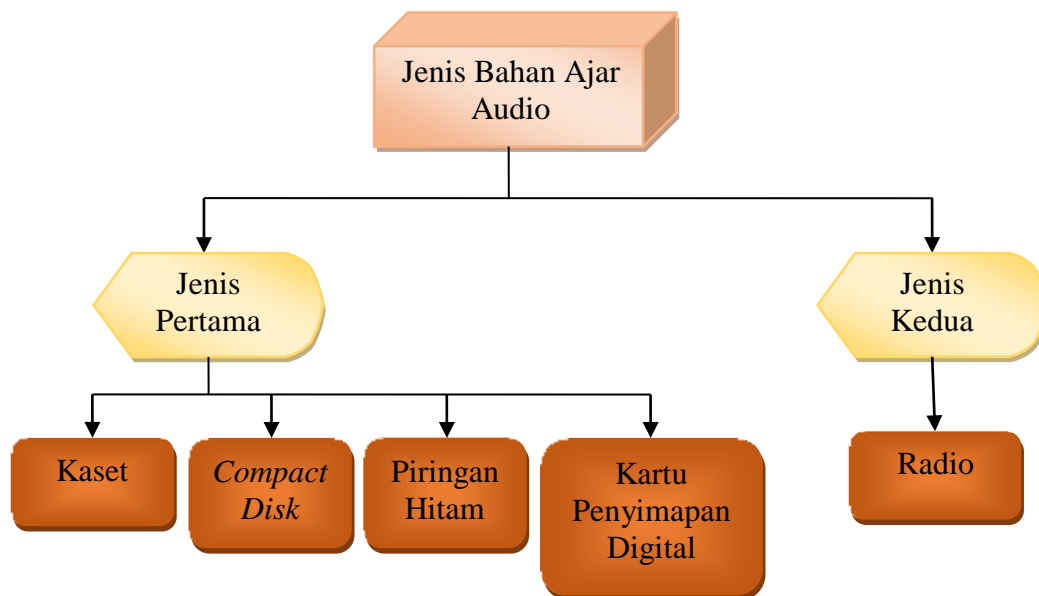 Jenis Bahan Ajar
Audio
Jenis
Pertama
Jenis
Kedua
Kaset
Compact
Disk
Piringan
Hitam
Kartu
Penyimapan
Digital
Radio